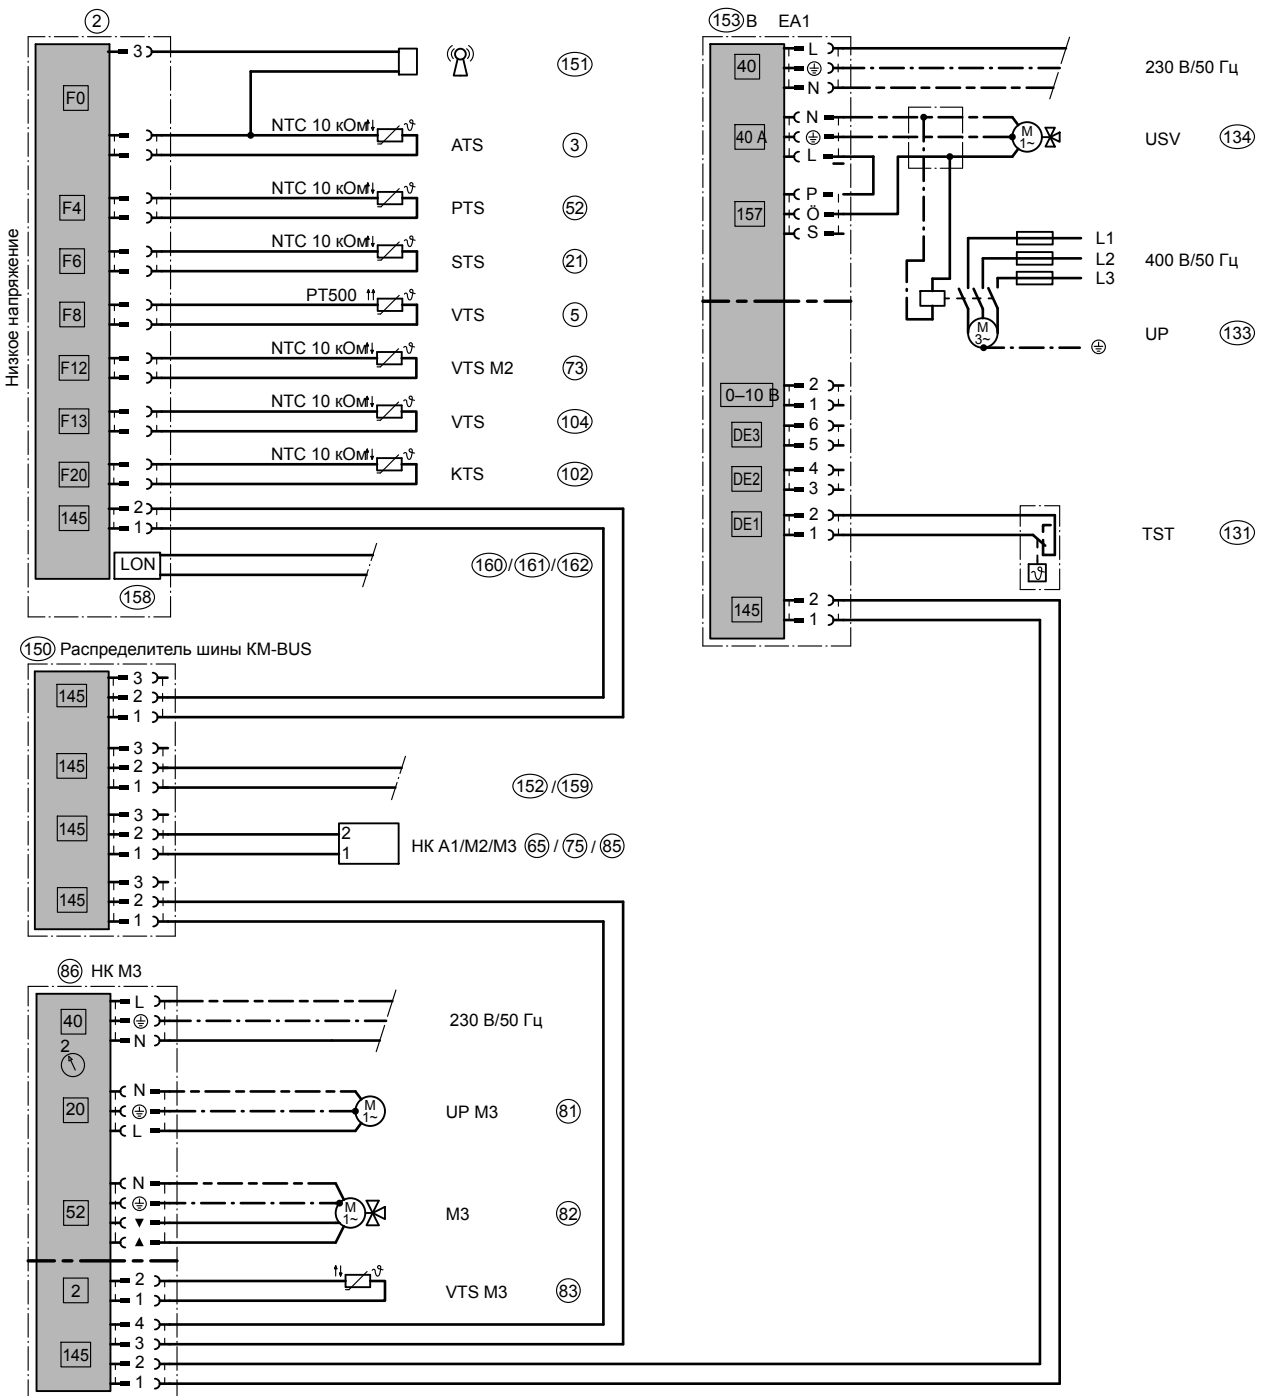 2
3
F0
151
NTC 10 кОм
ϑ
ATS
3
NTC 10 кОм
ϑ
F4
PTS
52
NTC 10 кОм
ϑ
F6
STS
21
PT500
ϑ
F8
VTS
5
NTC 10 кОм
ϑ
F12
VTS M2
73
NTC 10 кОм
ϑ
F13
VTS
104
NTC 10 кОм
ϑ
F20
KTS
102
145
2
1
LON
158
160/161/162
Низкое напряжение
150 Распределитель шины KM-BUS
145
3
2
1
145
3
2
1
152 / 159
145
3
2
1
2
1
НК A1/M2/M3 65 / 75 / 85
145
3
2
1
86 НК M3
40
L
N
230 В/50 Гц
2
20
N
L
M
1~
UP M3
81
52
N
▼
▲
M
1~
M3
82
2
2
1
ϑ
VTS M3
83
145
4
3
2
1
153 B EA1
40
L
N
230 В/50 Гц
40 A
N
L
M
1~
USV
134
157
P
Ö
S
L1
L2
L3
400 В/50 Гц
M
3~
UP
133
0–10 В
2
1
DE3
6
5
DE2
4
3
DE1
2
1
ϑ
TST
131
145
2
1